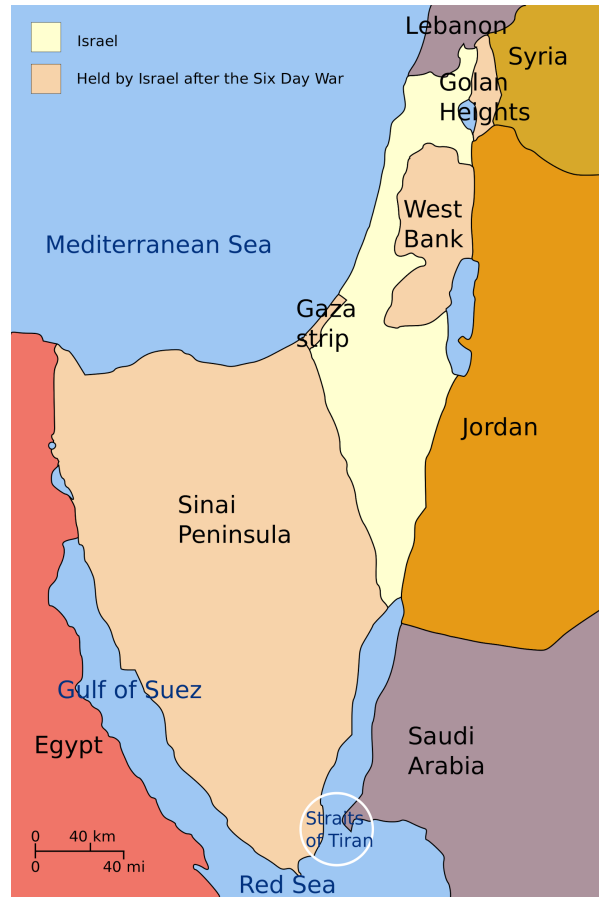 Lebanon
Israel
Syria
Held by Israel after the Six Day War
Golan
Heights
West
Bank
Mediterranean Sea
Gaza
strip
Jordan
Sinai
Peninsula
Gulf of Suez
Egypt
Saudi
Arabia
Straits
of Tiran
0 40 km
0 40 mi
Red Sea